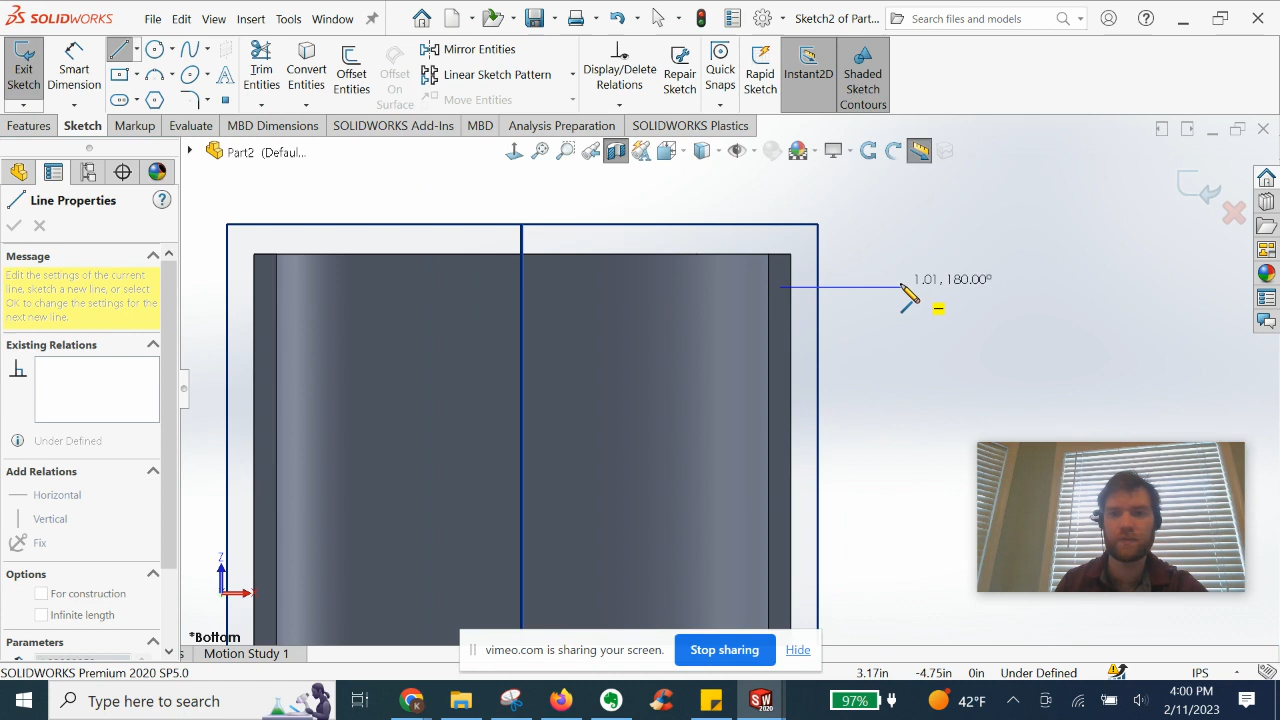 SOLIDWORKS File Edit View Insert Tools Window Sketch2 of Part... Search files and models
Exit Sketch
Smart Dimension
Trim Entities
Convert Entities
Offset Entities
Offset On Surface
Mirror Entities
Linear Sketch Pattern
Move Entities
Display/Delete Relations
Repair Sketch
Quick Snaps
Rapid Sketch
Instant2D
Shaded Sketch Contours
Features Sketch Markup Evaluate MBD Dimensions SOLIDWORKS Add-Ins MBD Analysis Preparation SOLIDWORKS Plastics
Part2 (Defaul...
Line Properties
Message
Edit the settings of the current
line, sketch a new line, or select
OK to change the settings for the
next new line.
Existing Relations
Under Defined
Add Relations
Horizontal
Vertical
Fix
Options
For construction
Infinite length
Parameters
1.01, 180.00°
Z
*Bottom
Motion Study 1
vimeo.com is sharing your screen. Stop sharing Hide
SOLIDWORKS Premium 2020 SP5.0 3.17in -4.75in 0in Under Defined IPS
Type here to search
SW
2020
97%
42°F
4:00 PM
2/11/2023